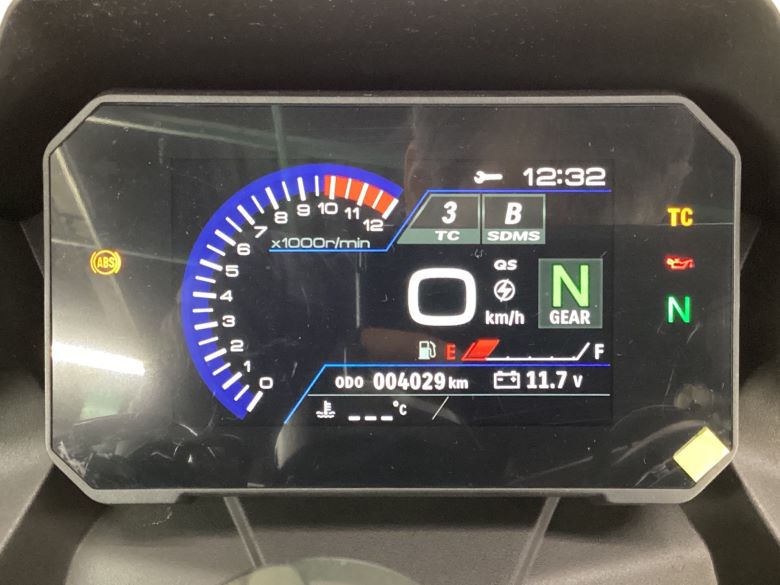 12:32
10
9
11
8
12
7
x1000r/min
6
5
4
3
2
1
0
3
TC
B
SDMS
QS
0
km/h
N
GEAR
E
F
ODO 004029 km
11.7 V
_ _ _°C
ABS
TC
N